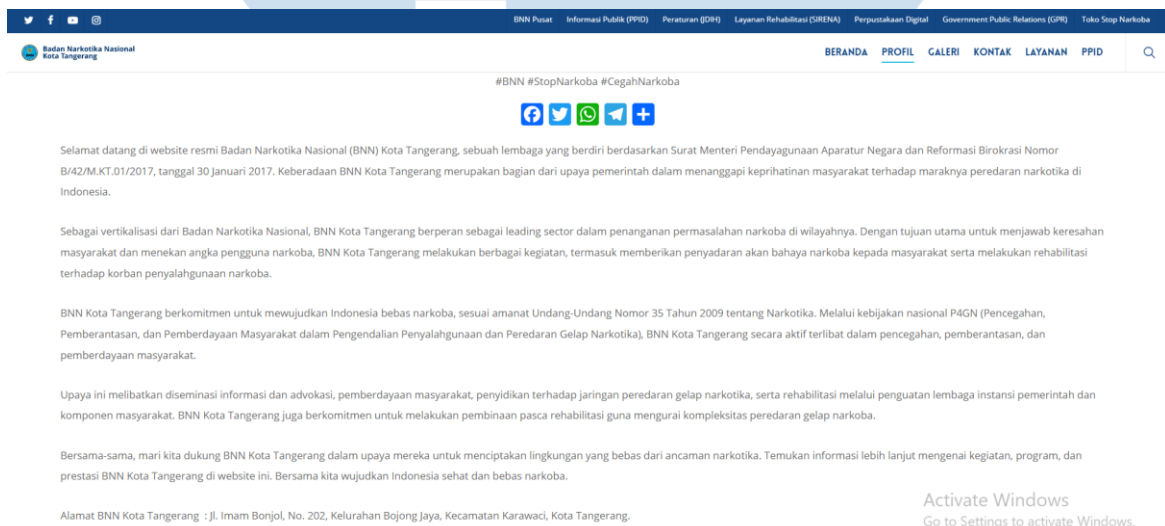 BNN Pusat Informasi Publik (PPID) Peraturan (JDIH) Layanan Rehabilitasi (SIRENA) Perpustakaan Digital Government Public Relations (GPR) Toko Stop Narkoba
Badan Narkotika Nasional
Kota Tangerang
BERANDA PROFIL GALERI KONTAK LAYANAN PPID
#BNN #StopNarkoba #CegahNarkoba
Selamat datang di website resmi Badan Narkotika Nasional (BNN) Kota Tangerang, sebuah lembaga yang berdiri berdasarkan Surat Menteri Pendayagunaan Aparatur Negara dan Reformasi Birokrasi Nomor
B/42/M.KT.01/2017, tanggal 30 Januari 2017. Keberadaan BNN Kota Tangerang merupakan bagian dari upaya pemerintah dalam menanggapi keprihatinan masyarakat terhadap maraknya peredaran narkotika di
Indonesia.
Sebagai vertikalisasi dari Badan Narkotika Nasional, BNN Kota Tangerang berperan sebagai leading sector dalam penanganan permasalahan narkoba di wilayahnya. Dengan tujuan utama untuk menjawab keresahan
masyarakat dan menekan angka pengguna narkoba, BNN Kota Tangerang melakukan berbagai kegiatan, termasuk memberikan penyadaran akan bahaya narkoba kepada masyarakat serta melakukan rehabilitasi
terhadap korban penyalahgunaan narkoba.
BNN Kota Tangerang berkomitmen untuk mewujudkan Indonesia bebas narkoba, sesuai amanat Undang-Undang Nomor 35 Tahun 2009 tentang Narkotika. Melalui kebijakan nasional P4GN (Pencegahan,
Pemberantasan, dan Pemberdayaan Masyarakat dalam Pengendalian Penyalahgunaan dan Peredaran Gelap Narkotika), BNN Kota Tangerang secara aktif terlibat dalam pencegahan, pemberantasan, dan
pemberdayaan masyarakat.
Upaya ini melibatkan diseminasi informasi dan advokasi, pemberdayaan masyarakat, penyidikan terhadap jaringan peredaran gelap narkotika, serta rehabilitasi melalui penguatan lembaga instansi pemerintah dan
komponen masyarakat. BNN Kota Tangerang juga berkomitmen untuk melakukan pembinaan pasca rehabilitasi guna mengurai kompleksitas peredaran gelap narkoba.
Bersama-sama, mari kita dukung BNN Kota Tangerang dalam upaya mereka untuk menciptakan lingkungan yang bebas dari ancaman narkotika. Temukan informasi lebih lanjut mengenai kegiatan, program, dan
prestasi BNN Kota Tangerang di website ini. Bersama kita wujudkan Indonesia sehat dan bebas narkoba.
Alamat BNN Kota Tangerang : Jl. Imam Bonjol, No. 202, Kelurahan Bojong Jaya, Kecamatan Karawaci, Kota Tangerang.
Activate Windows
Go to Settings to activate Windows.